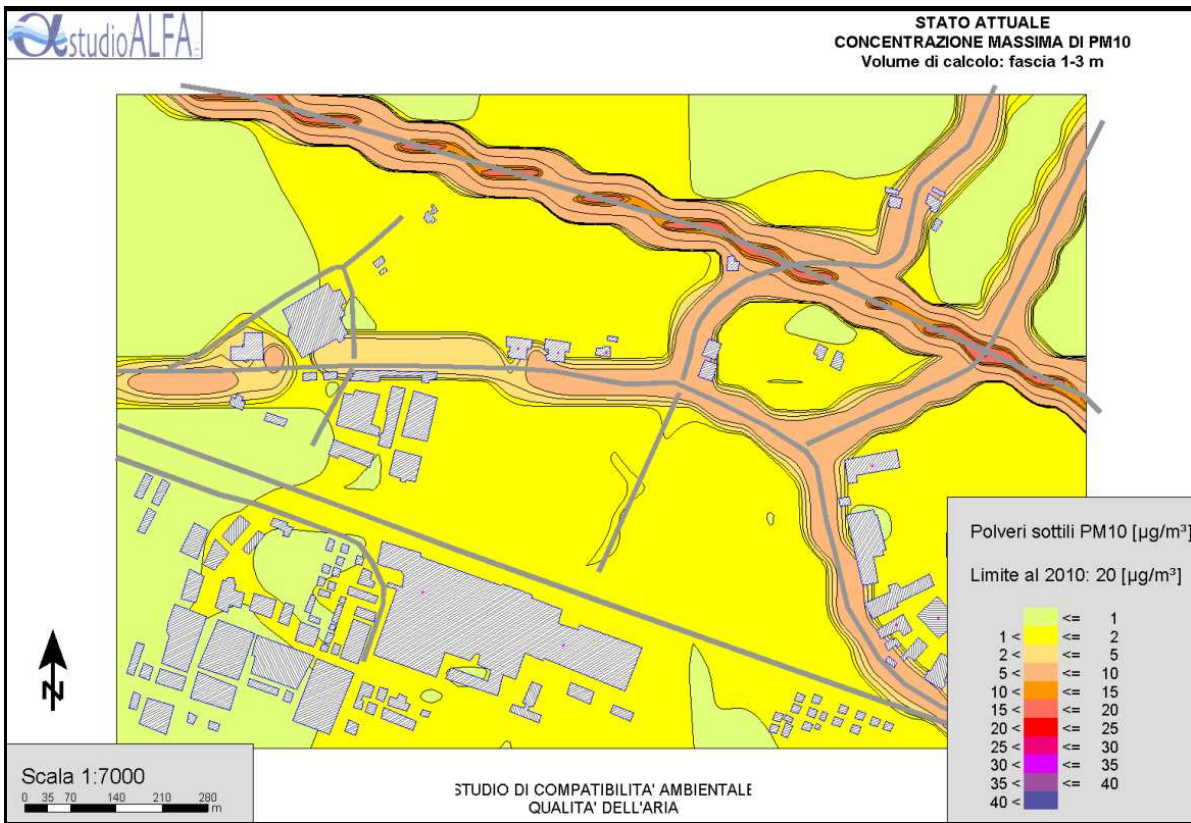 αstudioALFA
STATO ATTUALE
CONCENTRAZIONE MASSIMA DI PM10
Volume di calcolo: fascia 1-3 m
Polveri sottili PM10 [µg/m³]
Limite al 2010: 20 [µg/m³]
<= 1
1 < <= 2
2 < <= 5
5 < <= 10
10 < <= 15
15 < <= 20
20 < <= 25
25 < <= 30
30 < <= 35
35 < <= 40
40 <
N
Scala 1:7000
0 35 70 140 210 280
m
STUDIO DI COMPATIBILITA' AMBIENTALE
QUALITA' DELL'ARIA